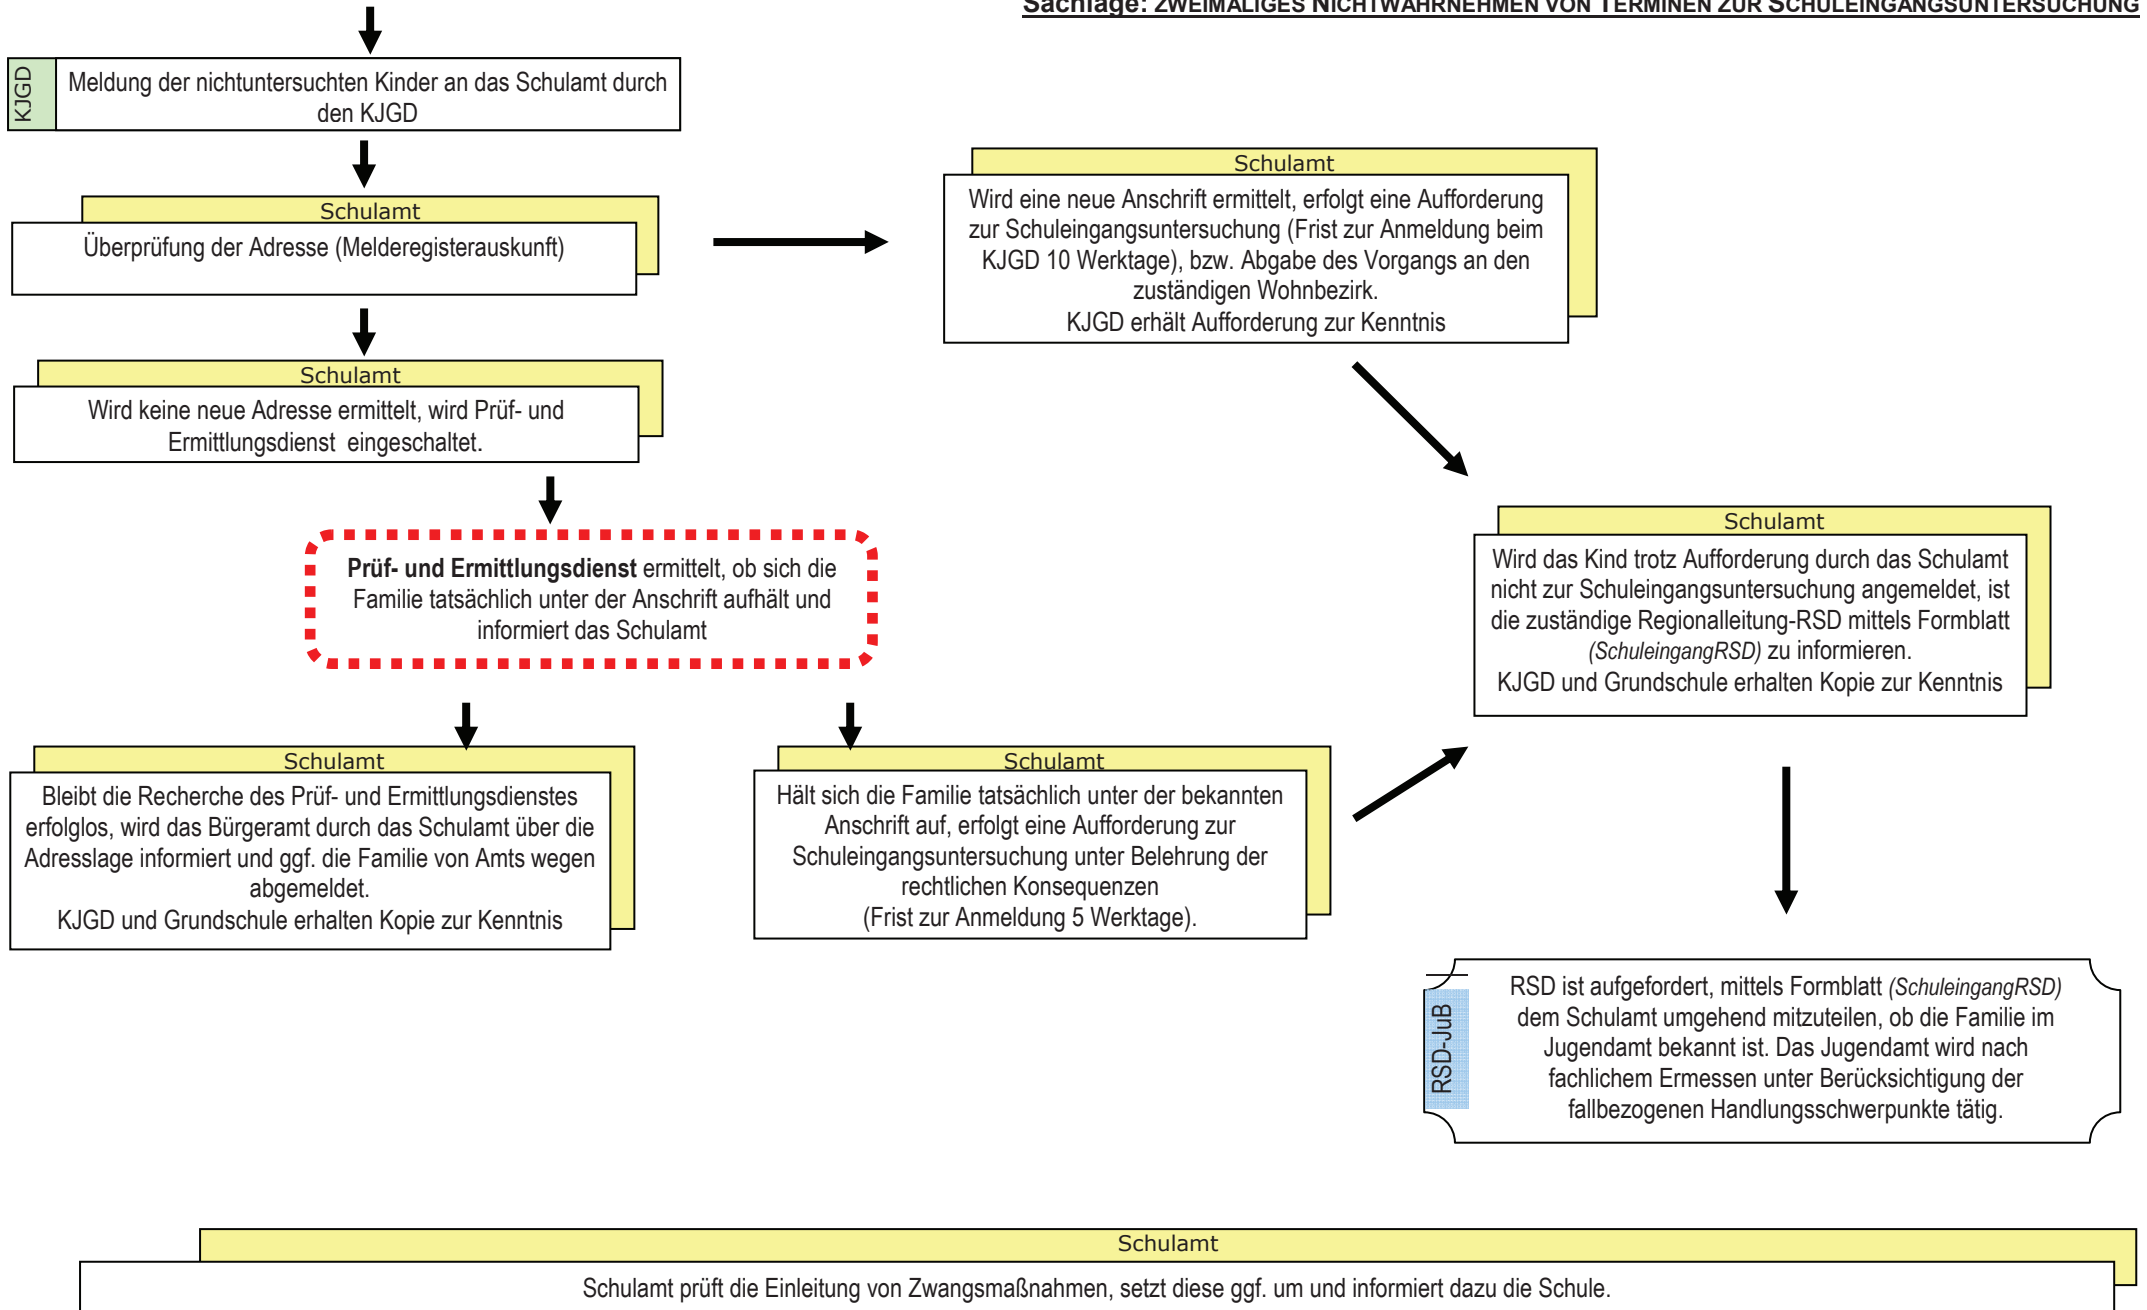 Sachlage: ZWEIMALIGES NICHTWAHRNEHMEN VON TERMINEN ZUR SCHULEINGANGSUNTERSUCHUNG
KJGD
Meldung der nichtuntersuchten Kinder an das Schulamt durch
den KJGD
Schulamt
Überprüfung der Adresse (Melderegisterauskunft)
Schulamt
Wird eine neue Anschrift ermittelt, erfolgt eine Aufforderung
zur Schuleingangsuntersuchung (Frist zur Anmeldung beim
KJGD 10 Werktage), bzw. Abgabe des Vorgangs an den
zuständigen Wohnbezirk.
KJGD erhält Aufforderung zur Kenntnis
Schulamt
Wird keine neue Adresse ermittelt, wird Prüf- und
Ermittlungsdienst eingeschaltet.
Prüf- und Ermittlungsdienst ermittelt, ob sich die
Familie tatsächlich unter der Anschrift aufhält und
informiert das Schulamt
Schulamt
Wird das Kind trotz Aufforderung durch das Schulamt
nicht zur Schuleingangsuntersuchung angemeldet, ist
die zuständige Regionalleitung-RSD mittels Formblatt
(SchuleingangRSD) zu informieren.
KJGD und Grundschule erhalten Kopie zur Kenntnis
Schulamt
Bleibt die Recherche des Prüf- und Ermittlungsdienstes
erfolglos, wird das Bürgeramt durch das Schulamt über die
Adresslage informiert und ggf. die Familie von Amts wegen
abgemeldet.
KJGD und Grundschule erhalten Kopie zur Kenntnis
Schulamt
Hält sich die Familie tatsächlich unter der bekannten
Anschrift auf, erfolgt eine Aufforderung zur
Schuleingangsuntersuchung unter Belehrung der
rechtlichen Konsequenzen
(Frist zur Anmeldung 5 Werktage).
RSD-JuB
RSD ist aufgefordert, mittels Formblatt (SchuleingangRSD)
dem Schulamt umgehend mitzuteilen, ob die Familie im
Jugendamt bekannt ist. Das Jugendamt wird nach
fachlichem Ermessen unter Berücksichtigung der
fallbezogenen Handlungsschwerpunkte tätig.
Schulamt
Schulamt prüft die Einleitung von Zwangsmaßnahmen, setzt diese ggf. um und informiert dazu die Schule.